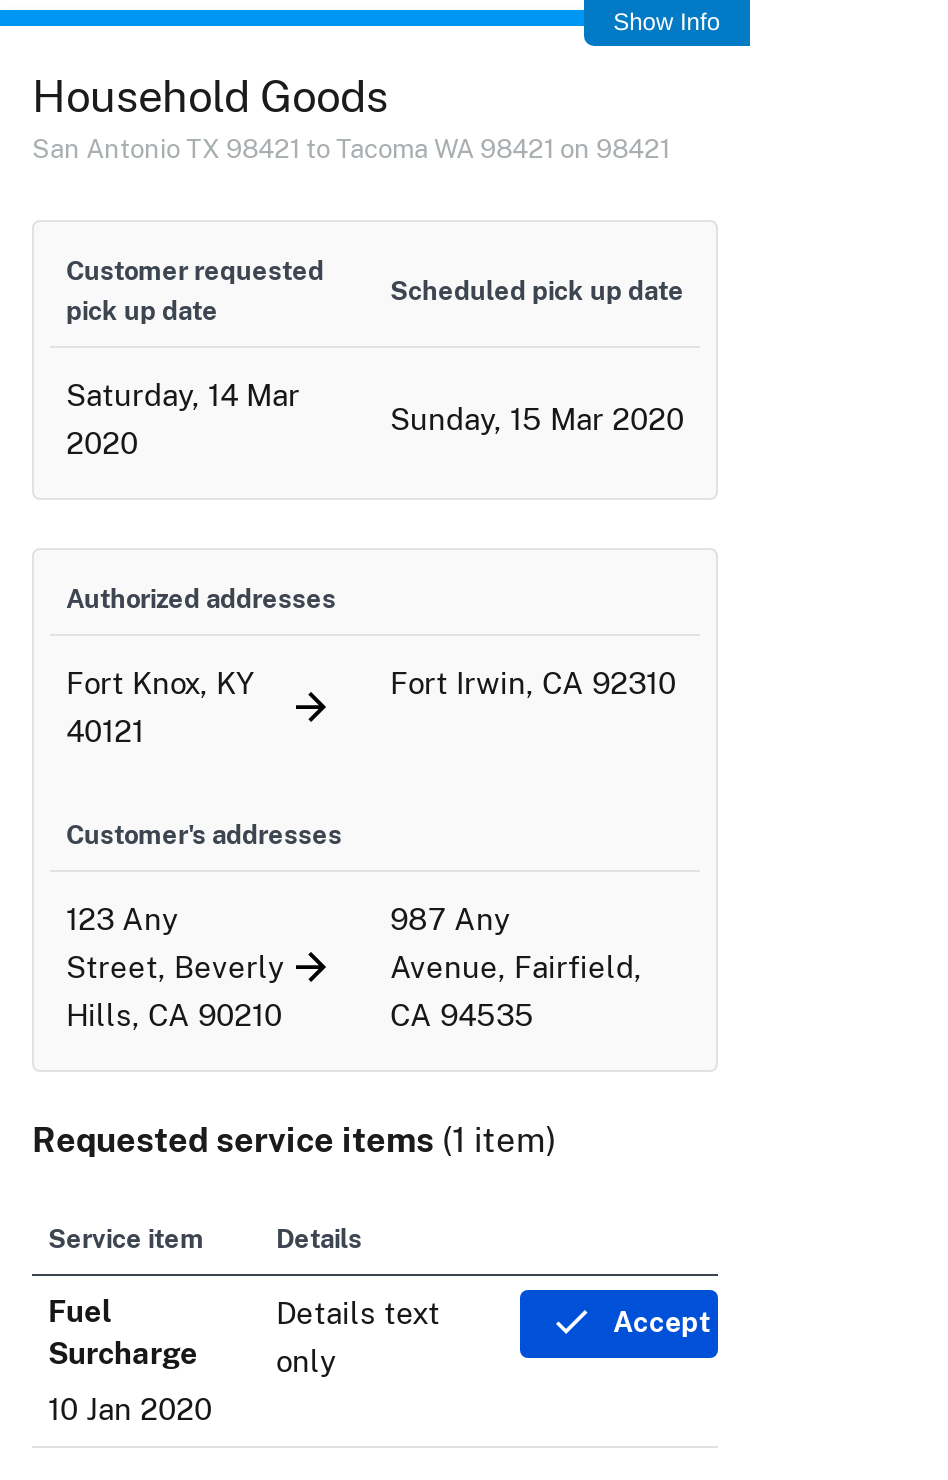 Show Info
Household Goods
San Antonio TX 98421 to Tacoma WA 98421 on 98421
Customer requested
pick up date
Scheduled pick up date
Saturday, 14 Mar
2020
Sunday, 15 Mar 2020
Authorized addresses
Fort Knox, KY
40121
Fort Irwin, CA 92310
Customer's addresses
123 Any
Street, Beverly
Hills, CA 90210
987 Any
Avenue, Fairfield,
CA 94535
Requested service items (1 item)
Service item
Details
Fuel
Surcharge
10 Jan 2020
Details text
only
Accept